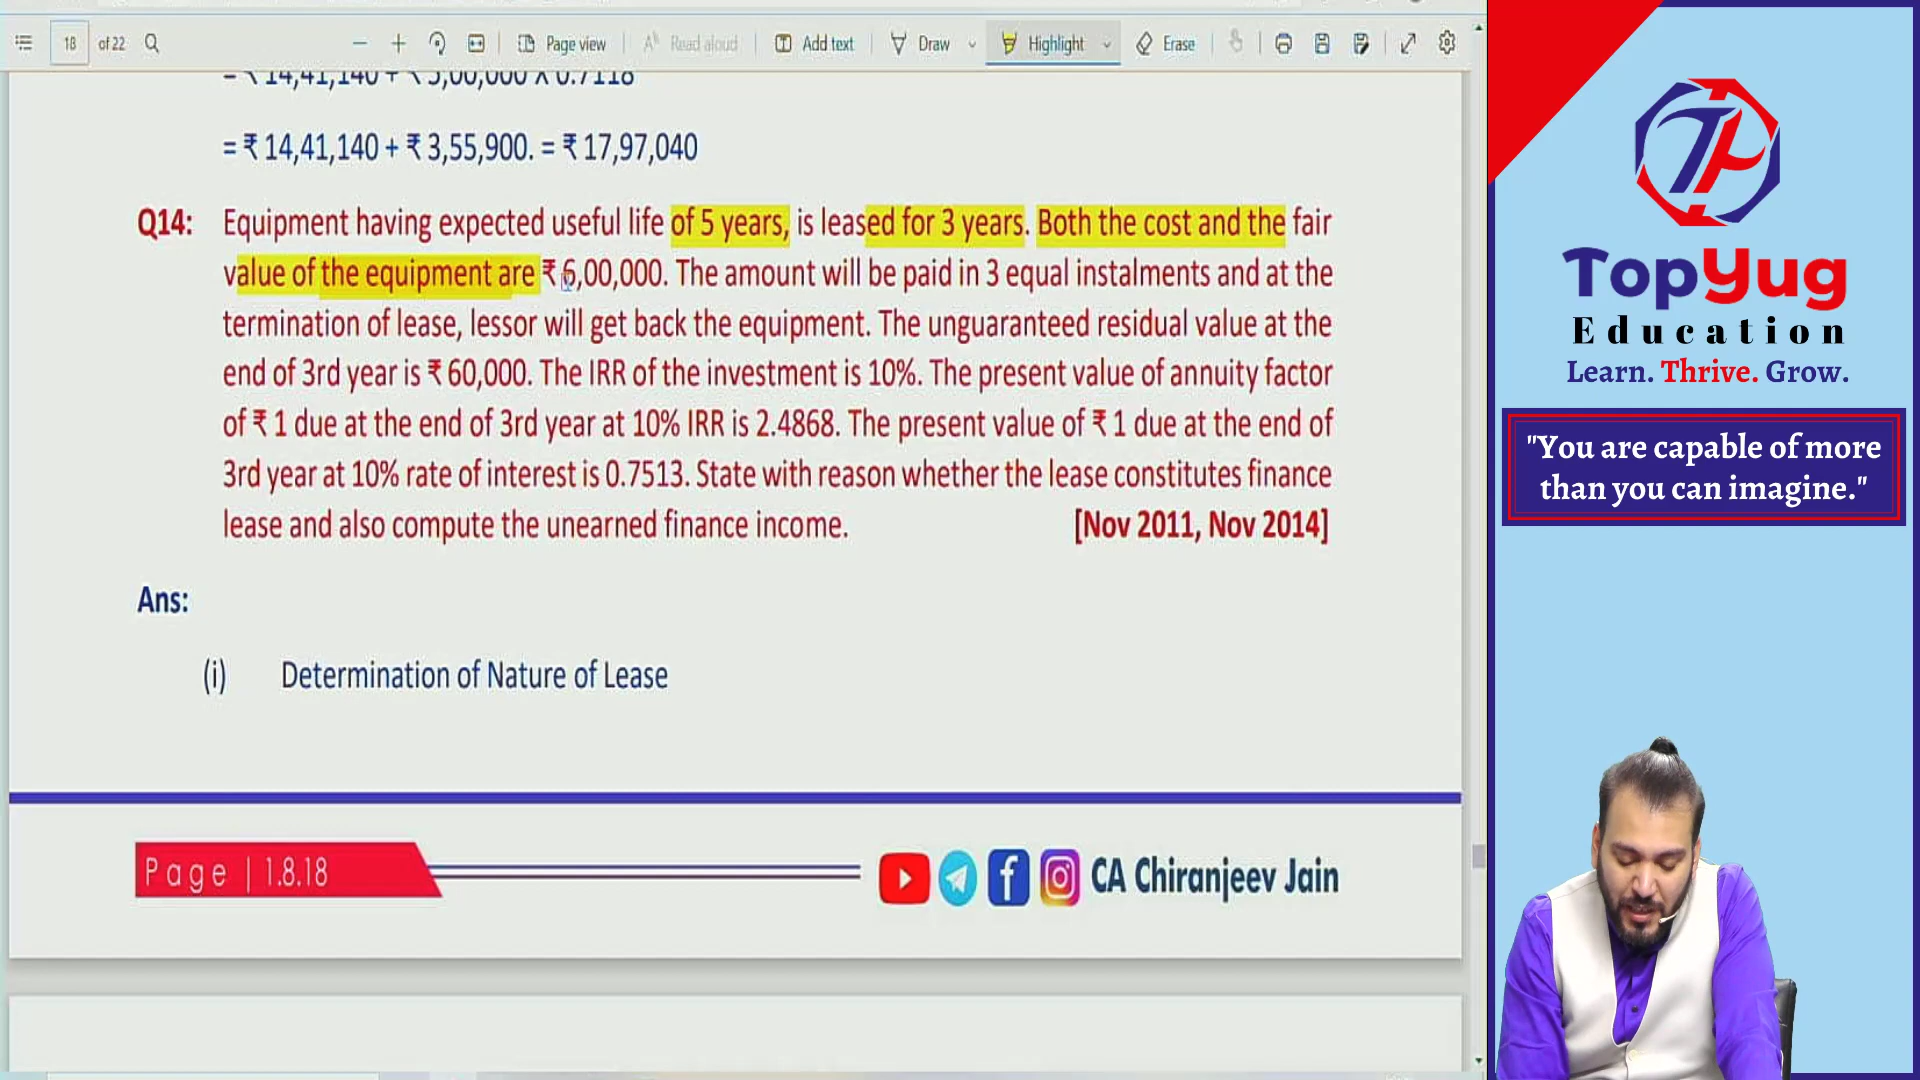 18 of 22 Page view Read aloud Add text Draw Highlight Erase
= ₹ 14,41,140 + ₹ 5,00,000 X 0.7118
= ₹ 14,41,140 + ₹ 3,55,900. = ₹ 17,97,040
Q14: Equipment having expected useful life of 5 years, is leased for 3 years. Both the cost and the fair
value of the equipment are ₹ 6,00,000. The amount will be paid in 3 equal instalments and at the
termination of lease, lessor will get back the equipment. The unguaranteed residual value at the
end of 3rd year is ₹ 60,000. The IRR of the investment is 10%. The present value of annuity factor
of ₹ 1 due at the end of 3rd year at 10% IRR is 2.4868. The present value of ₹ 1 due at the end of
3rd year at 10% rate of interest is 0.7513. State with reason whether the lease constitutes finance
lease and also compute the unearned finance income. [Nov 2011, Nov 2014]
Ans:
(i) Determination of Nature of Lease
Page | 1.8.18
CA Chiranjeev Jain
TopYug
Education
Learn. Thrive. Grow.
"You are capable of more
than you can imagine."